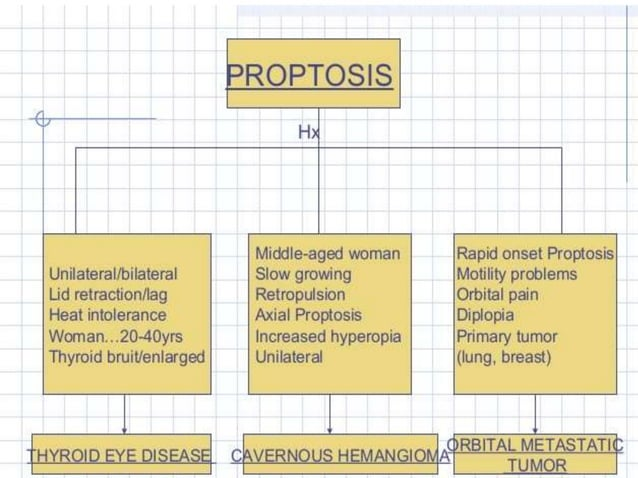 PROPTOSIS
Hx
Unilateral/bilateral
Lid retraction/lag
Heat intolerance
Woman...20-40yrs
Thyroid bruit/enlarged
Middle-aged woman
Slow growing
Retropulsion
Axial Proptosis
Increased hyperopia
Unilateral
Rapid onset Proptosis
Motility problems
Orbital pain
Diplopia
Primary tumor
(lung, breast)
THYROID EYE DISEASE
CAVERNOUS HEMANGIOMA
ORBITAL METASTATIC
TUMOR